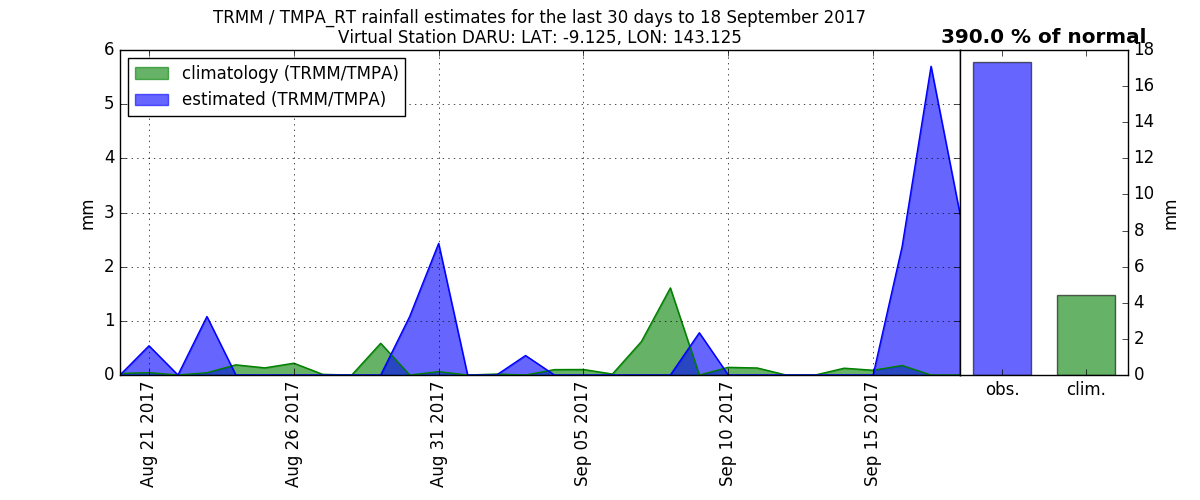 TRMM / TMPA_RT rainfall estimates for the last 30 days to 18 September 2017
Virtual Station DARU: LAT: -9.125, LON: 143.125
390.0 % of normal
climatology (TRMM/TMPA)
estimated (TRMM/TMPA)
6
5
4
3
2
1
0
mm
Aug 21 2017
Aug 26 2017
Aug 31 2017
Sep 05 2017
Sep 10 2017
Sep 15 2017
18
16
14
12
10
8
6
4
2
0
mm
obs.
clim.